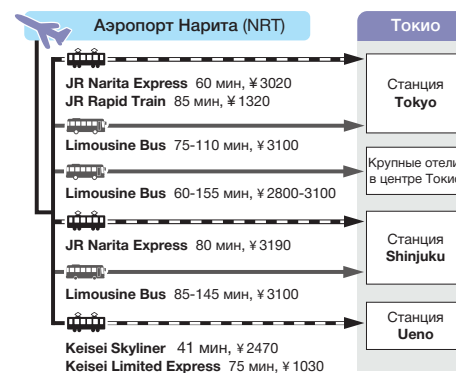 Аэропорт Нарита (NRT)
Токио
JR Narita Express 60 мин, ¥3020
JR Rapid Train 85 мин, ¥1320
Станция
Tokyo
Limousine Bus 75-110 мин, ¥3100
Крупные отели
в центре Токио
Limousine Bus 60-155 мин, ¥2800-3100
JR Narita Express 80 мин, ¥3190
Станция
Shinjuku
Limousine Bus 85-145 мин, ¥3100
Станция
Ueno
Keisei Skyliner 41 мин, ¥2470
Keisei Limited Express 75 мин, ¥1030